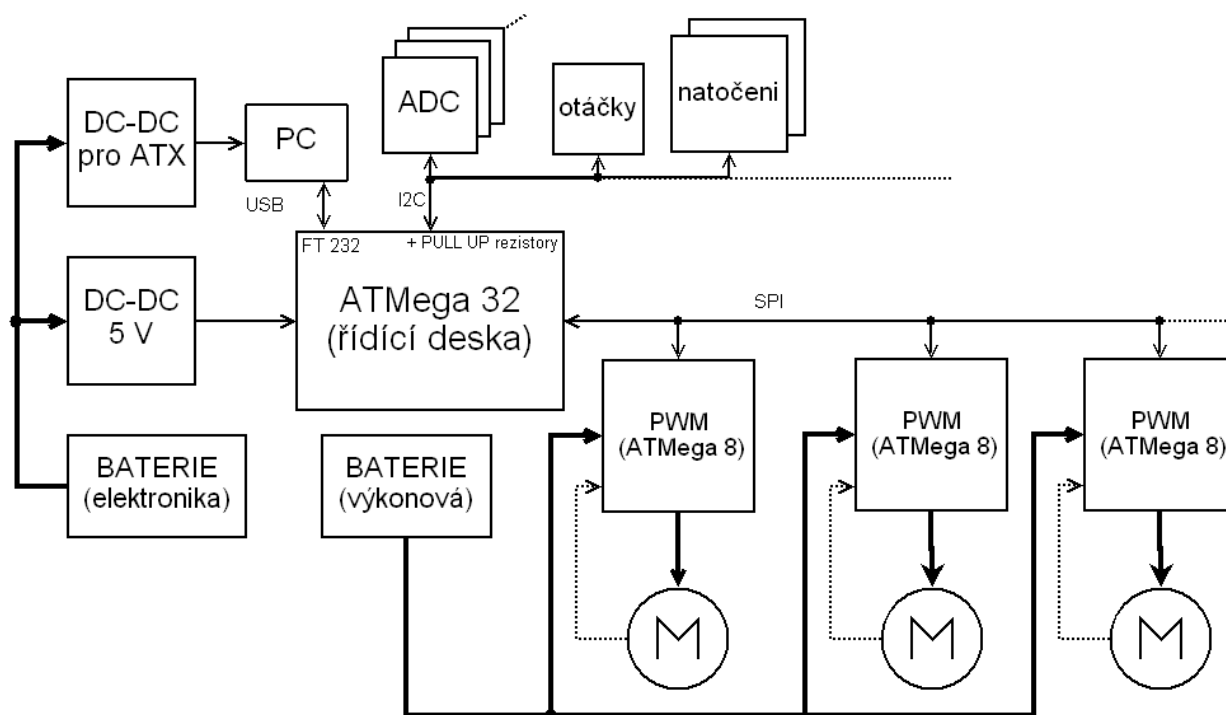 DC-DC
pro ATX
PC
ADC
otáčky
natočeni
USB
I2C
FT 232
+ PULL UP rezistory
DC-DC
5 V
ATMega 32
(řídící deska)
SPI
BATERIE
(elektronika)
BATERIE
(výkonová)
PWM
(ATMega 8)
PWM
(ATMega 8)
PWM
(ATMega 8)
M
M
M